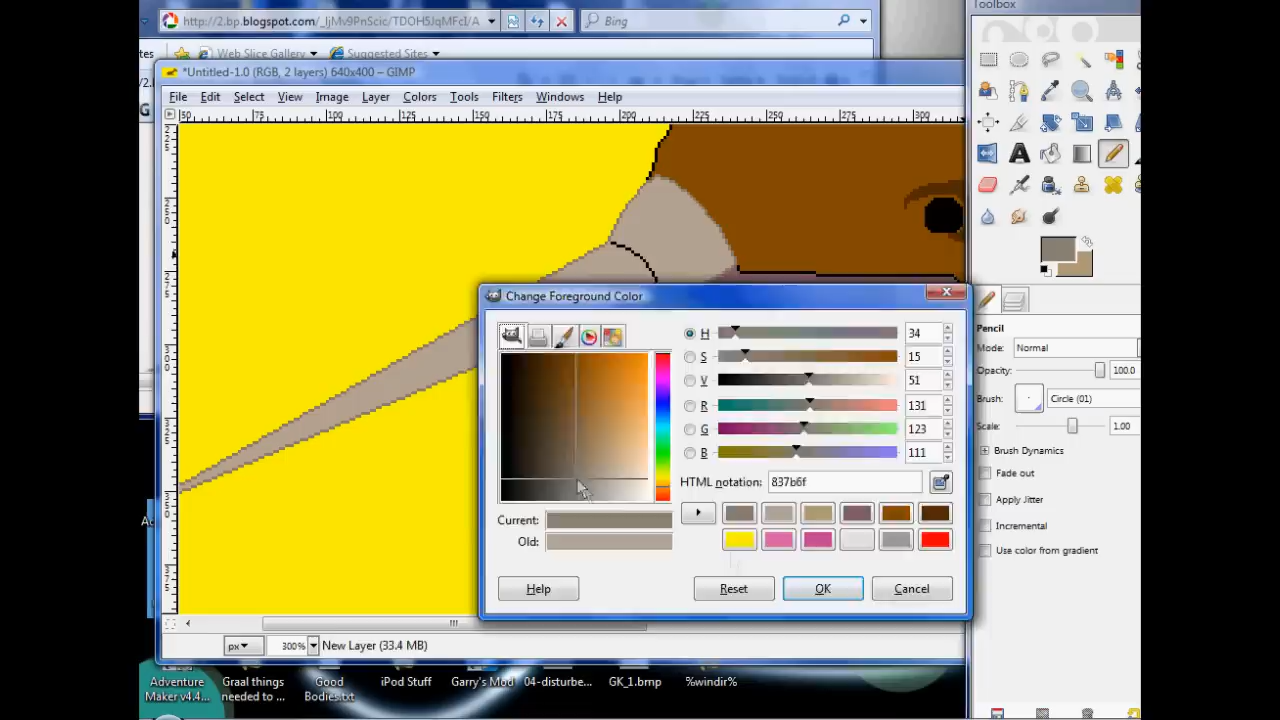 http://2.bp.blogspot.com/_IjMv9PnScic/TDOH5JqMFcI/A
Bing
Toolbox
tes
Web Slice Gallery
Suggested Sites
*Untitled-1.0 (RGB, 2 layers) 640x400 – GIMP
File Edit Select View Image Layer Colors Tools Filters Windows Help
50 75 100 125 150 175 200 225 250 275 300
Change Foreground Color
H 34
S 15
V 51
R 131
G 123
B 111
HTML notation: 837b6f
Current:
Old:
Help Reset OK Cancel
Pencil
Mode: Normal
Opacity: 100.0
Brush: Circle (01)
Scale: 1.00
Brush Dynamics
Fade out
Apply Jitter
Incremental
Use color from gradient
px 300% New Layer (33.4 MB)
Adventure Maker v4.4...
Graal things needed to ...
Good Bodies.txt
iPod Stuff
Garry's Mod
04-disturbe...
GK_1.bmp
%windir%